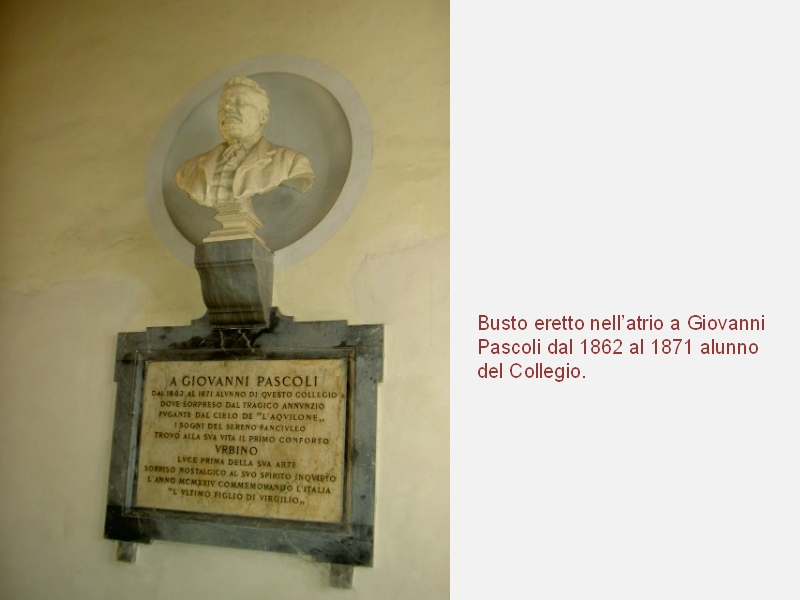 A GIOVANNI PASCOLI
DAL 1862 AL 1871 ALVNNO DI QVESTO COLLEGIO
DOVE SORPRESO DAL TRAGICO ANNVNZIO
FVGANTE DAL CIELO DE "L'AQVILONE„
I SOGNI DEL SERENO FANCIVLLO
TROVÒ ALLA SVA VITA IL PRIMO CONFORTO
VRBINO
LVCE PRIMA DELLA SVA ARTE
SORRISO NOSTALGICO AL SVO SPIRITO INQVIETO
L'ANNO MCMXXIV COMMEMORANDO L'ITALIA
"L'VLTIMO FIGLIO DI VIRGILIO„
Busto eretto nell'atrio a Giovanni
Pascoli dal 1862 al 1871 alunno
del Collegio.